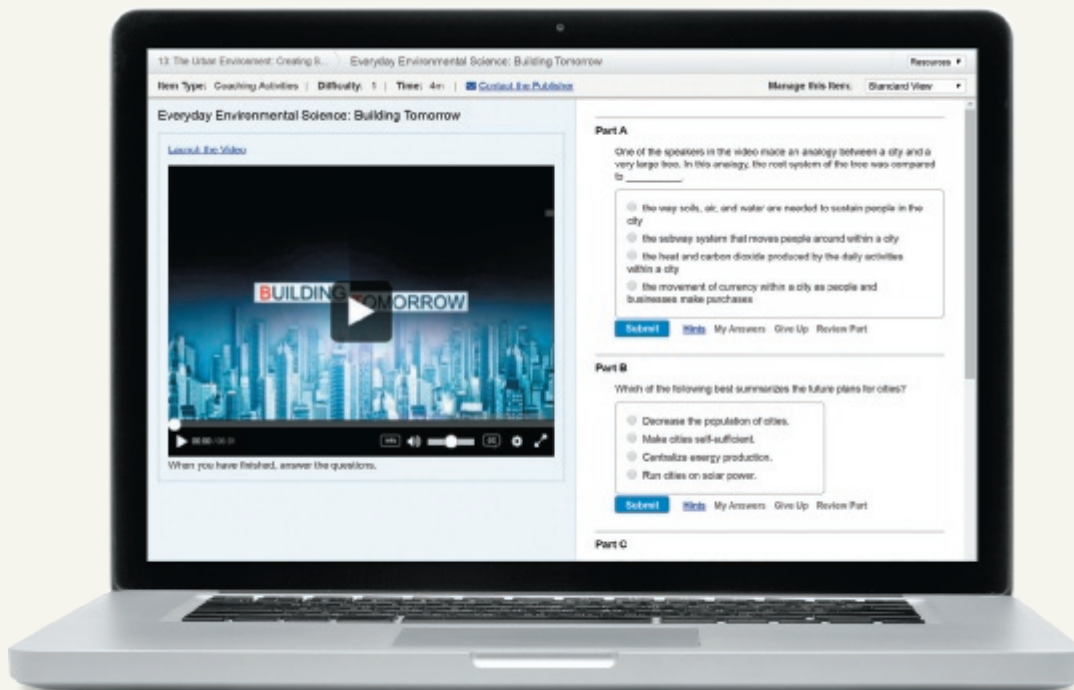 13: The Urban Environment: Creating S...
Everyday Environmental Science: Building Tomorrow
Resources
Item Type: Coaching Activities | Difficulty: 1 | Time: 4m | Contact the Publisher
Manage this Item: Standard View
Everyday Environmental Science: Building Tomorrow
Launch the Video
BUILDING
TOMORROW
00:00
When you have finished, answer the questions.
Part A
One of the speakers in the video made an analogy between a city and a
very large tree. In this analogy, the root system of the tree was compared
to __________.
the way soils, air, and water are needed to sustain people in the
city
the subway system that moves people around within a city
the heat and carbon dioxide produced by the daily activities
within a city
the movement of currency within a city as people and
businesses make purchases
Submit Hints My Answers Give Up Review Part
Part B
Which of the following best summarizes the future plans for cities?
Decrease the population of cities.
Make cities self-sufficient.
Centralize energy production.
Run cities on solar power.
Submit Hints My Answers Give Up Review Part
Part C